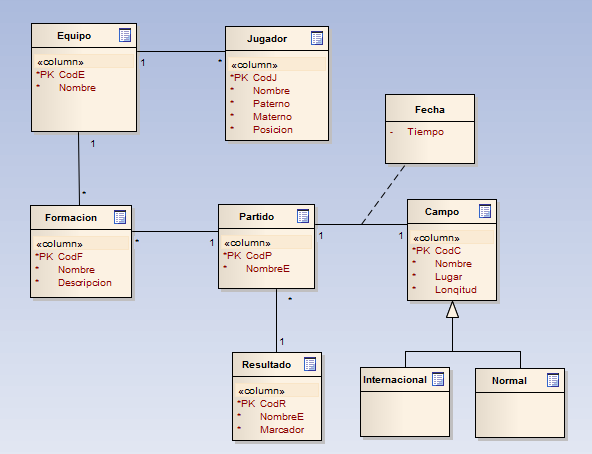 Equipo
«column»
*PK CodE
* Nombre
1
*
Jugador
«column»
*PK CodJ
* Nombre
* Paterno
* Materno
* Posicion
1
*
Fecha
- Tiempo
Formacion
«column»
*PK CodF
* Nombre
* Descripcion
*
1
Partido
«column»
*PK CodP
* NombreE
1
1
Campo
«column»
*PK CodC
* Nombre
* Lugar
* Longitud
*
1
Resultado
«column»
*PK CodR
* NombreE
* Marcador
Internacional
Normal